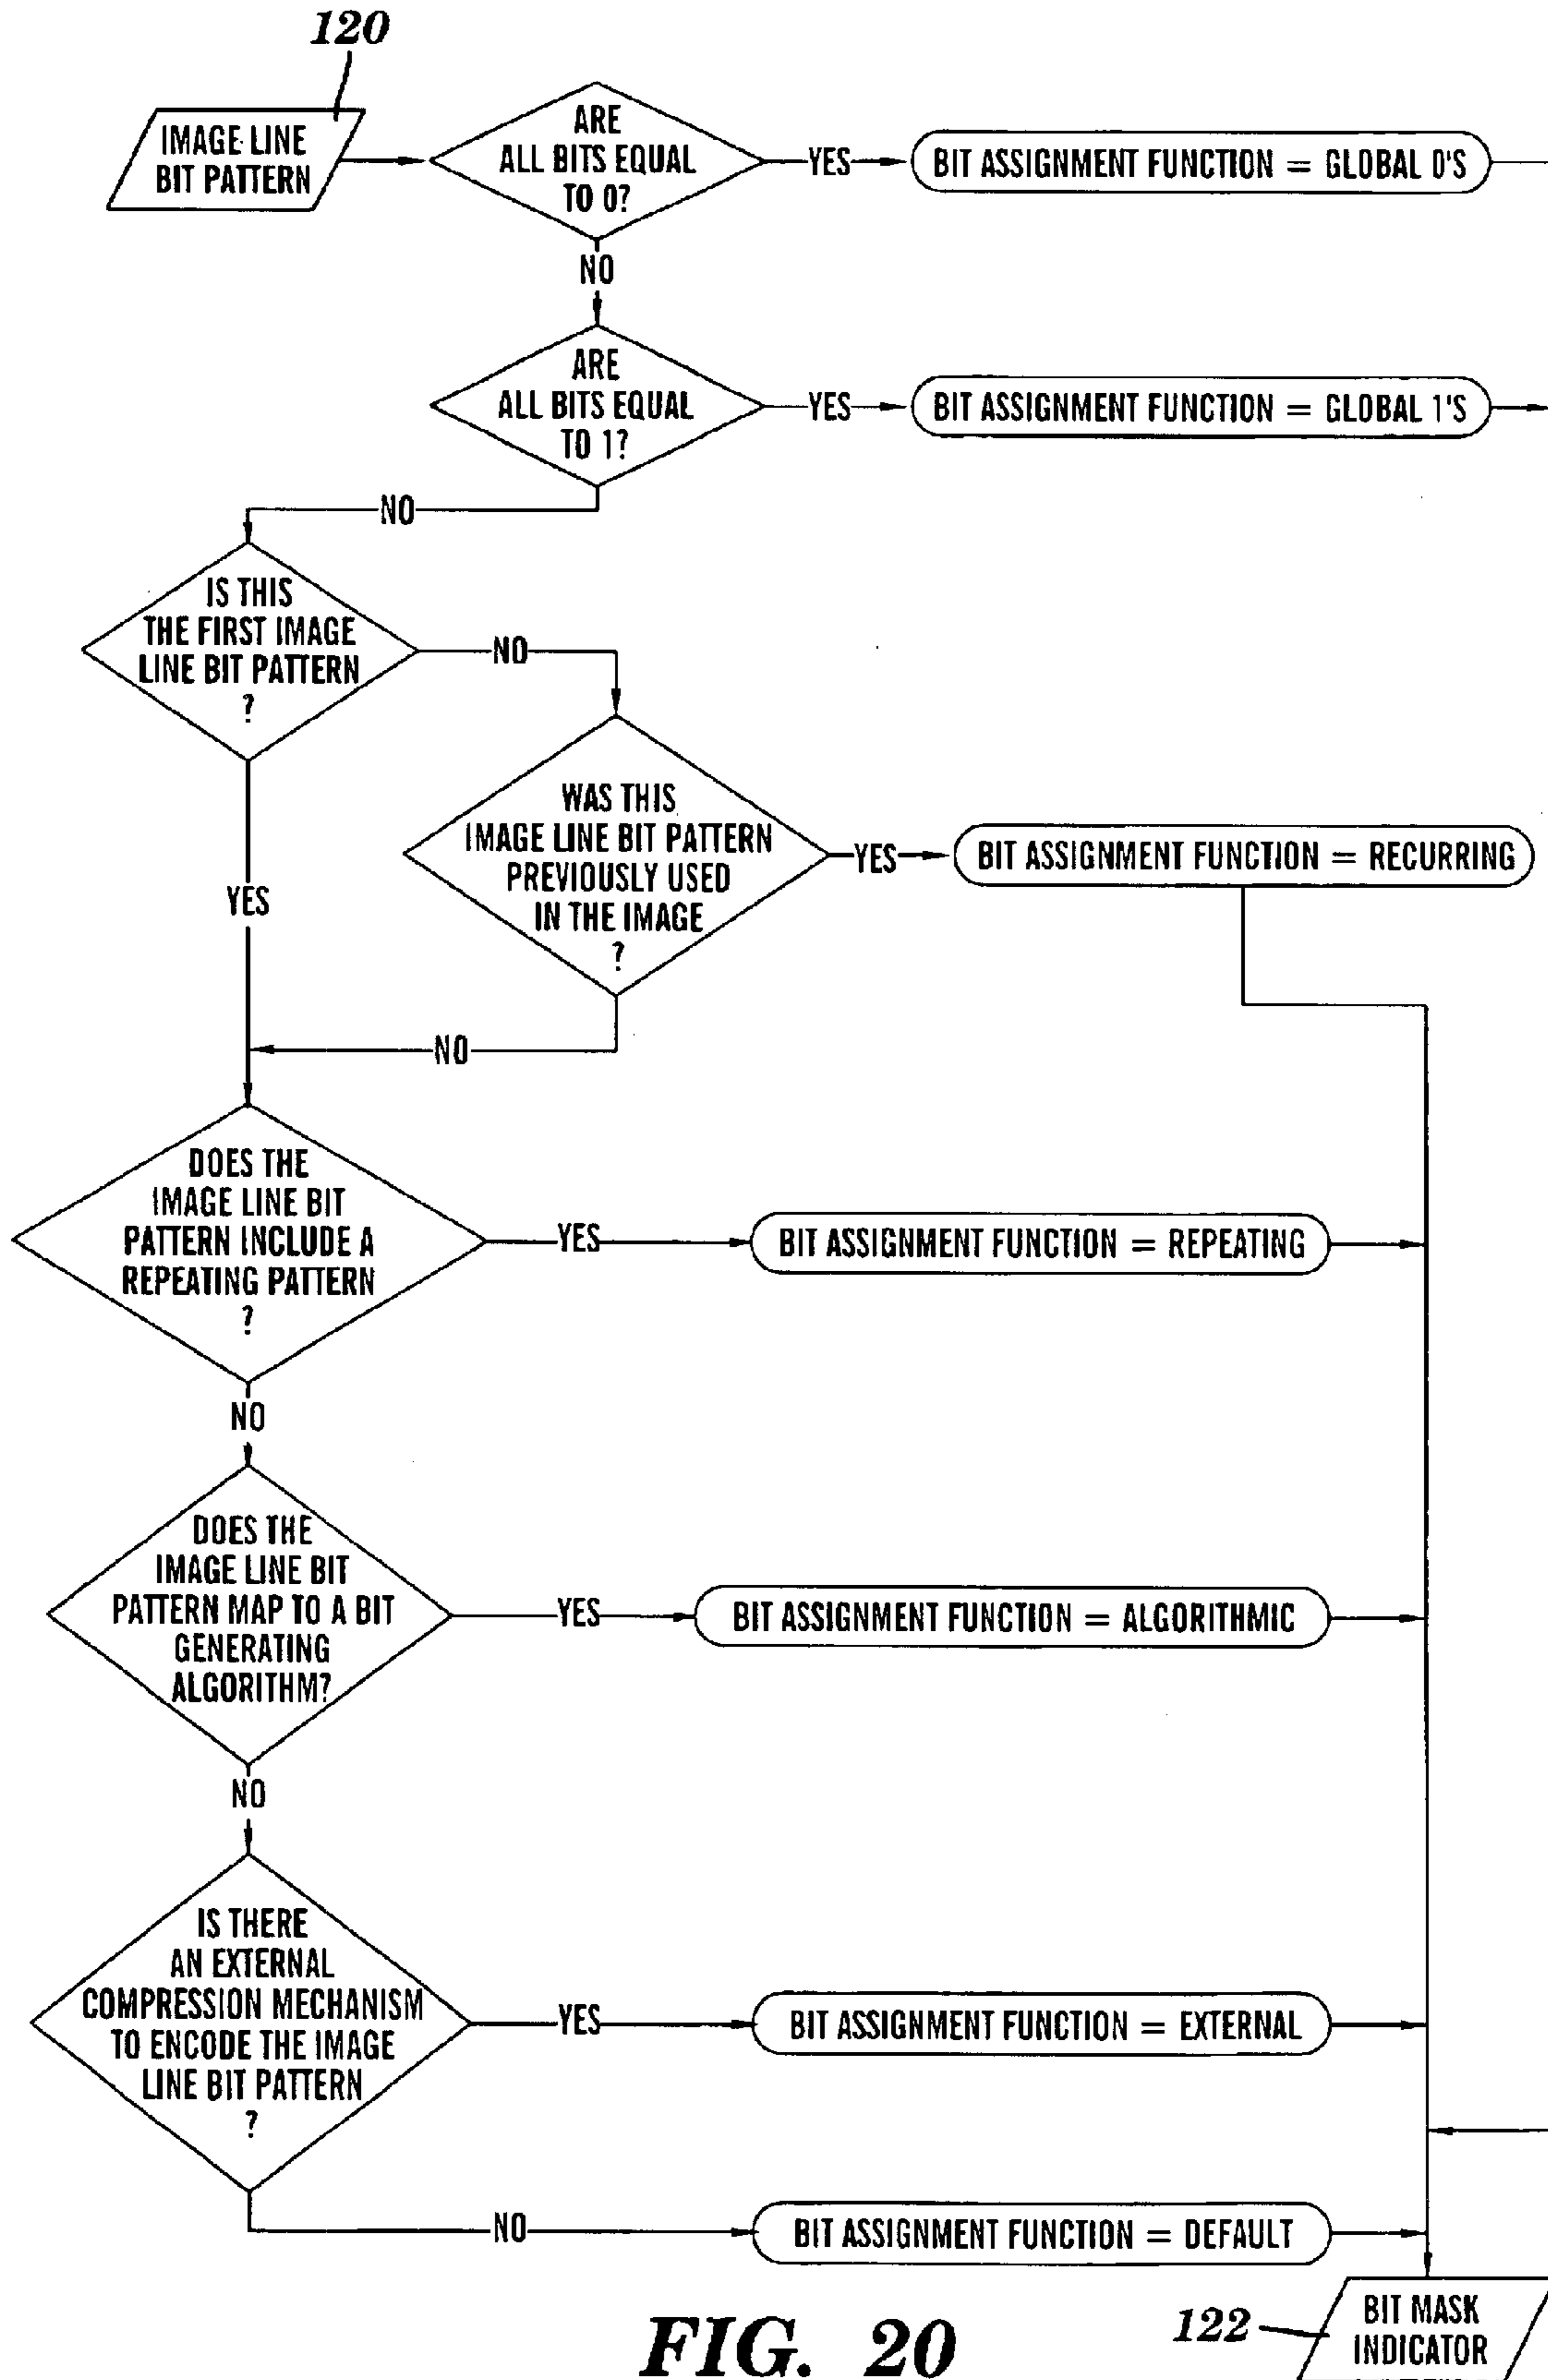 120
IMAGE LINE
BIT PATTERN
ARE
ALL BITS EQUAL
TO 0?
YES
BIT ASSIGNMENT FUNCTION = GLOBAL 0'S
NO
ARE
ALL BITS EQUAL
TO 1?
YES
BIT ASSIGNMENT FUNCTION = GLOBAL 1'S
NO
IS THIS
THE FIRST IMAGE
LINE BIT PATTERN
?
NO
WAS THIS
IMAGE LINE BIT PATTERN
PREVIOUSLY USED
IN THE IMAGE
?
YES
BIT ASSIGNMENT FUNCTION = RECURRING
YES
NO
DOES THE
IMAGE LINE BIT
PATTERN INCLUDE A
REPEATING PATTERN
?
YES
BIT ASSIGNMENT FUNCTION = REPEATING
NO
DOES THE
IMAGE LINE BIT
PATTERN MAP TO A BIT
GENERATING
ALGORITHM?
YES
BIT ASSIGNMENT FUNCTION = ALGORITHMIC
NO
IS THERE
AN EXTERNAL
COMPRESSION MECHANISM
TO ENCODE THE IMAGE
LINE BIT PATTERN
?
YES
BIT ASSIGNMENT FUNCTION = EXTERNAL
NO
BIT ASSIGNMENT FUNCTION = DEFAULT
122
BIT MASK
INDICATOR
FIG. 20